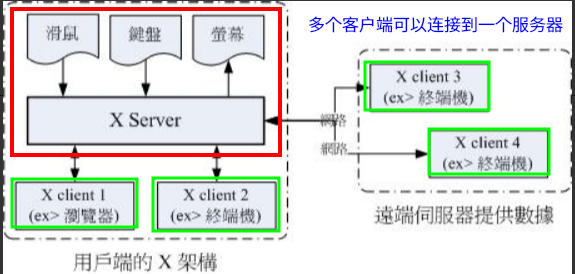 多个客户端可以连接到一个服务器
滑鼠
鍵盤
螢幕
X Server
X client 1
(ex> 瀏覽器)
X client 2
(ex> 終端機)
用戶端的 X 架構
網路
網路
X client 3
(ex> 終端機)
X client 4
(ex> 終端機)
遠端伺服器提供數據